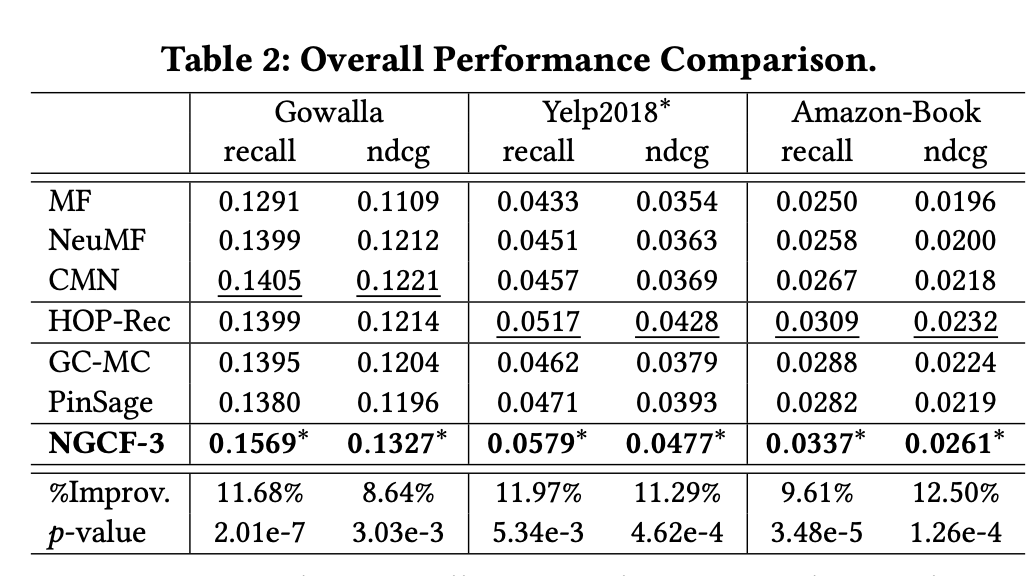 Table 2: Overall Performance Comparison.
Gowalla Yelp2018* Amazon-Book
recall ndcg recall ndcg recall ndcg
MF 0.1291 0.1109 0.0433 0.0354 0.0250 0.0196
NeuMF 0.1399 0.1212 0.0451 0.0363 0.0258 0.0200
CMN 0.1405 0.1221 0.0457 0.0369 0.0267 0.0218
HOP-Rec 0.1399 0.1214 0.0517 0.0428 0.0309 0.0232
GC-MC 0.1395 0.1204 0.0462 0.0379 0.0288 0.0224
PinSage 0.1380 0.1196 0.0471 0.0393 0.0282 0.0219
NGCF-3 0.1569* 0.1327* 0.0579* 0.0477* 0.0337* 0.0261*
%Improv. 11.68% 8.64% 11.97% 11.29% 9.61% 12.50%
p-value 2.01e-7 3.03e-3 5.34e-3 4.62e-4 3.48e-5 1.26e-4